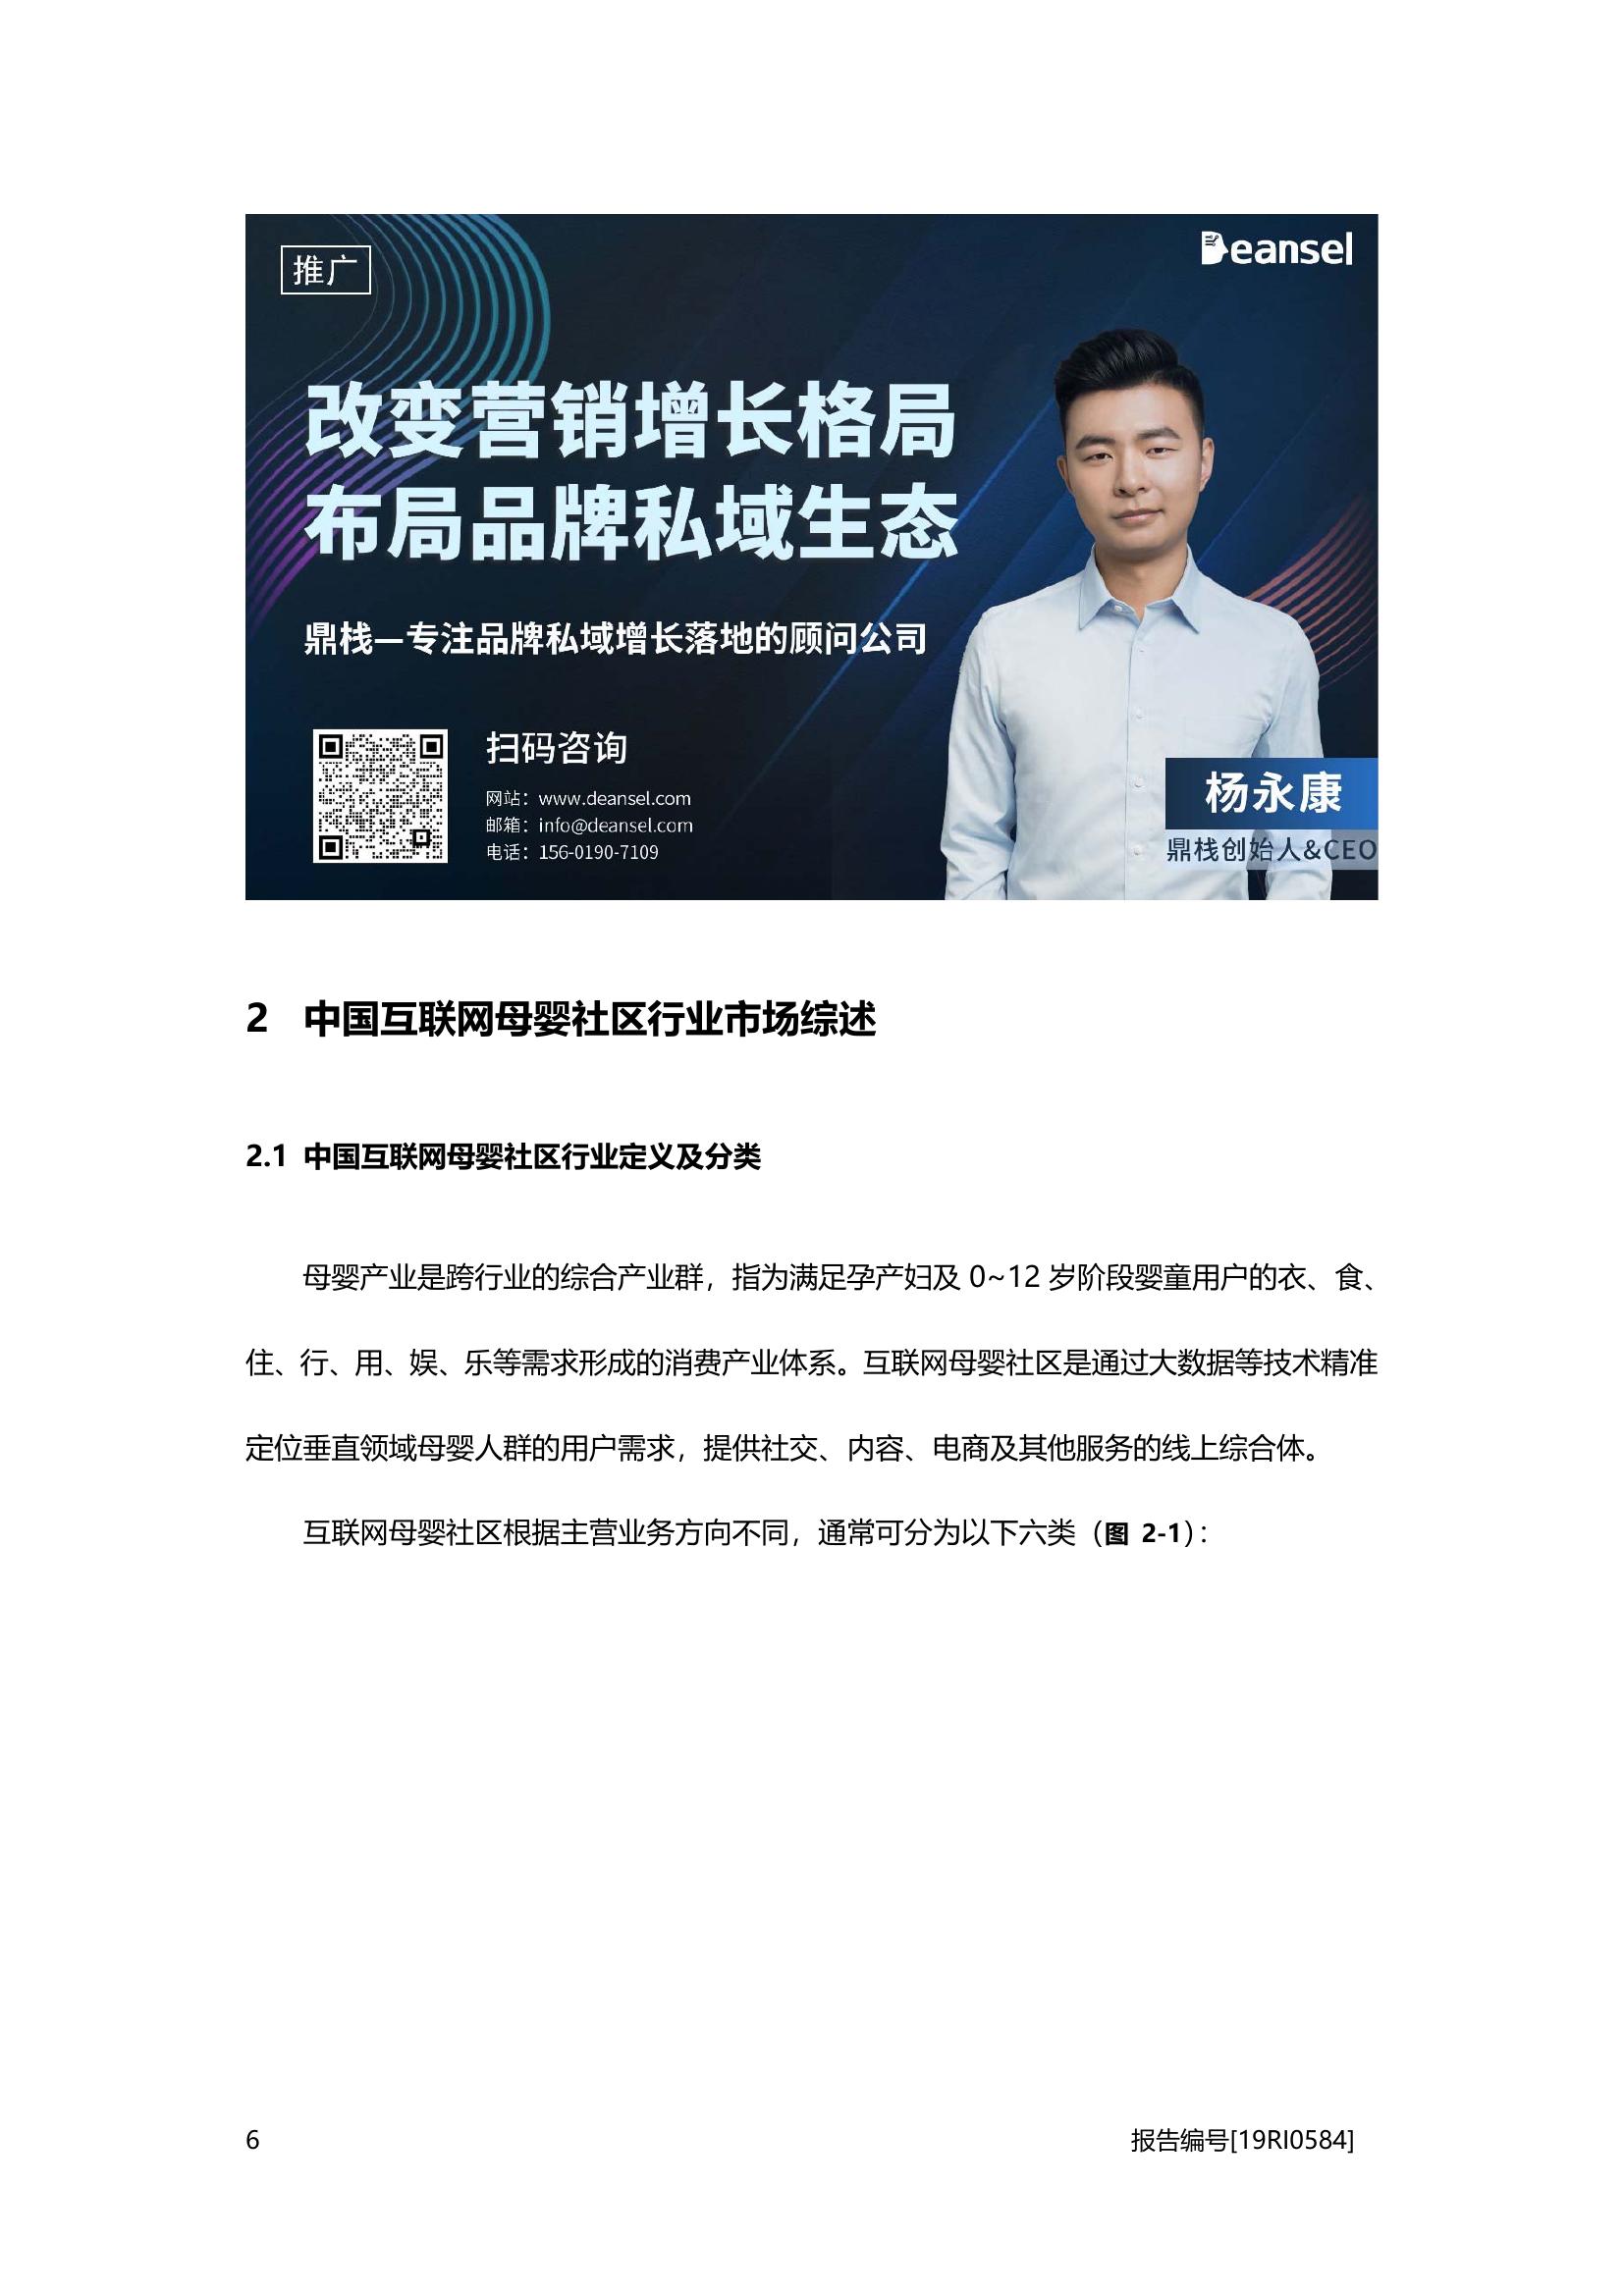 推广
Deansel
改变营销增长格局
布局品牌私域生态
鼎栈—专注品牌私域增长落地的顾问公司
扫码咨询
网站：www.deansel.com
邮箱：info@deansel.com
电话：156-0190-7109
杨永康
鼎栈创始人&CEO
2 中国互联网母婴社区行业市场综述
2.1 中国互联网母婴社区行业定义及分类
母婴产业是跨行业的综合产业群，指为满足孕产妇及 0~12 岁阶段婴童用户的衣、食、
住、行、用、娱、乐等需求形成的消费产业体系。互联网母婴社区是通过大数据等技术精准
定位垂直领域母婴人群的用户需求，提供社交、内容、电商及其他服务的线上综合体。
互联网母婴社区根据主营业务方向不同，通常可分为以下六类（图 2-1）：
6
报告编号[19RI0584]